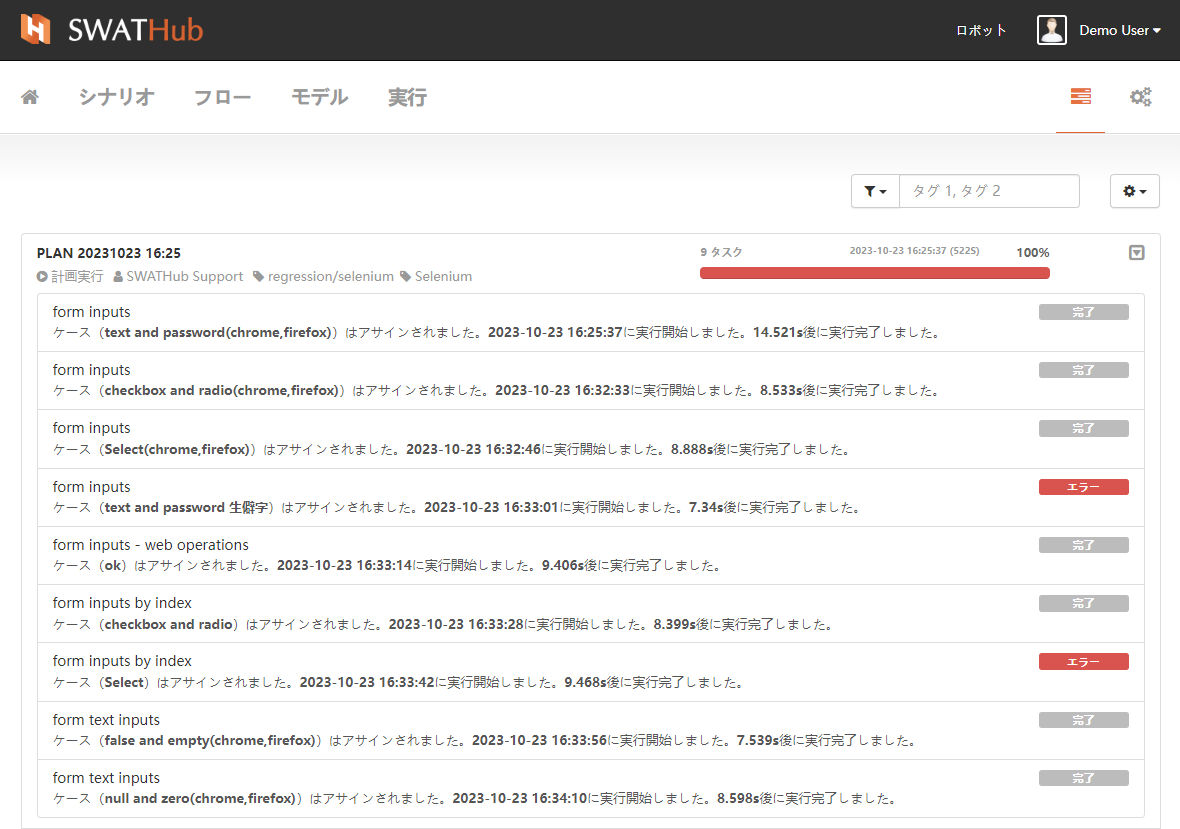 SWATHub
ロボット
Demo User
シナリオ
フロー
モデル
実行
タグ 1, タグ 2
PLAN 20231023 16:25
9 タスク
2023-10-23 16:25:37 (522S)
100%
計画実行 SWATHub Support regression/selenium Selenium
form inputs
完了
ケース（text and password(chrome,firefox)）はアサインされました。2023-10-23 16:25:37に実行開始しました。14.521s後に実行完了しました。
form inputs
完了
ケース（checkbox and radio(chrome,firefox)）はアサインされました。2023-10-23 16:32:33に実行開始しました。8.533s後に実行完了しました。
form inputs
完了
ケース（Select(chrome,firefox)）はアサインされました。2023-10-23 16:32:46に実行開始しました。8.888s後に実行完了しました。
form inputs
エラー
ケース（text and password 生僻字）はアサインされました。2023-10-23 16:33:01に実行開始しました。7.34s後に実行完了しました。
form inputs - web operations
完了
ケース（ok）はアサインされました。2023-10-23 16:33:14に実行開始しました。9.406s後に実行完了しました。
form inputs by index
完了
ケース（checkbox and radio）はアサインされました。2023-10-23 16:33:28に実行開始しました。8.399s後に実行完了しました。
form inputs by index
エラー
ケース（Select）はアサインされました。2023-10-23 16:33:42に実行開始しました。9.468s後に実行完了しました。
form text inputs
完了
ケース（false and empty(chrome,firefox)）はアサインされました。2023-10-23 16:33:56に実行開始しました。7.539s後に実行完了しました。
form text inputs
完了
ケース（null and zero(chrome,firefox)）はアサインされました。2023-10-23 16:34:10に実行開始しました。8.598s後に実行完了しました。